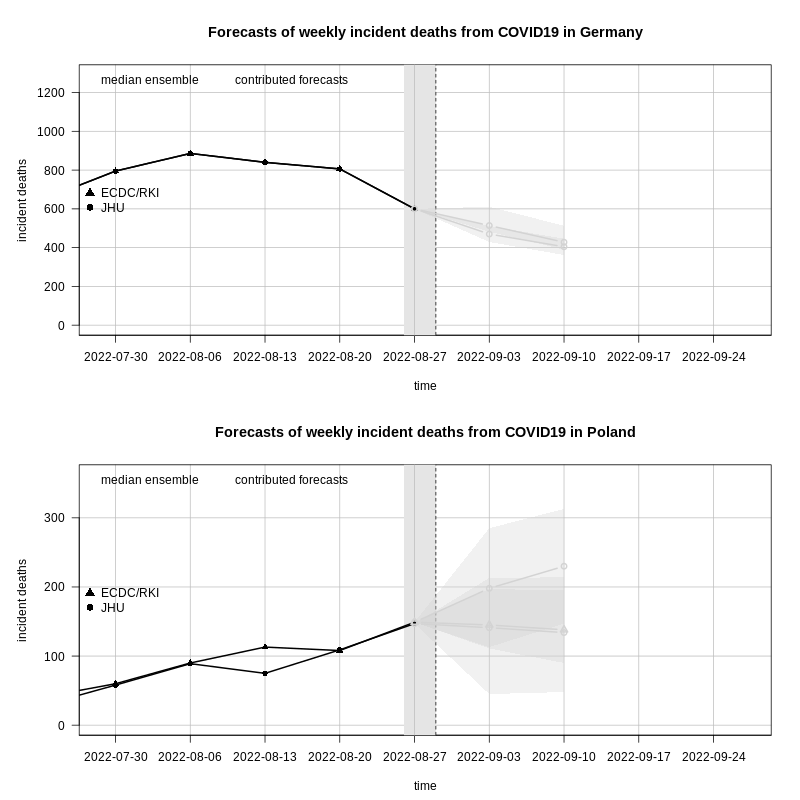 Forecasts of weekly incident deaths from COVID19 in Germany
median ensemble contributed forecasts
1200
1000
800
600
400
200
0
incident deaths
ECDC/RKI
JHU
2022-07-30 2022-08-06 2022-08-13 2022-08-20 2022-08-27 2022-09-03 2022-09-10 2022-09-17 2022-09-24
time
Forecasts of weekly incident deaths from COVID19 in Poland
median ensemble contributed forecasts
300
200
100
0
incident deaths
ECDC/RKI
JHU
2022-07-30 2022-08-06 2022-08-13 2022-08-20 2022-08-27 2022-09-03 2022-09-10 2022-09-17 2022-09-24
time